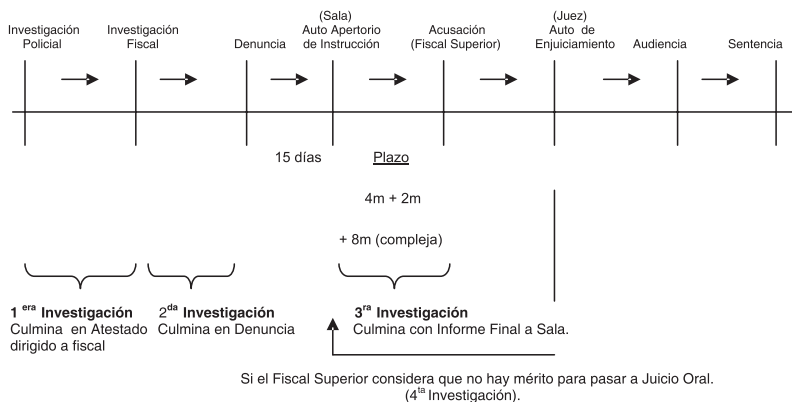 Investigación
Policial
Investigación
Fiscal
Denuncia
(Sala)
Auto Apertorio
de Instrucción
Acusación
(Fiscal Superior)
(Juez)
Auto de
Enjuiciamiento
Audiencia
Sentencia
15 días
Plazo
4m + 2m
+ 8m (compleja)
1 era Investigación
Culmina en Atestado
dirigido a fiscal
2da Investigación
Culmina en Denuncia
3ra Investigación
Culmina con Informe Final a Sala.
Si el Fiscal Superior considera que no hay mérito para pasar a Juicio Oral.
(4ta Investigación).